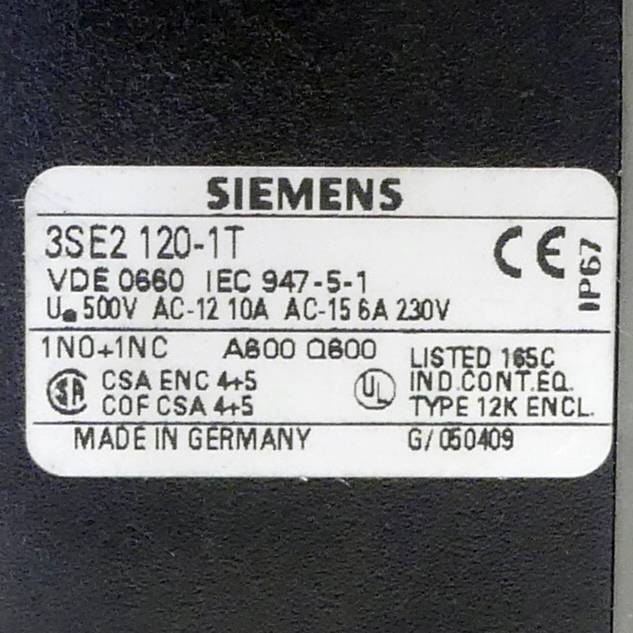 SIEMENS
3SE2 120-1T
CE
IP67
VDE 0660 IEC 947-5-1
Ue 500V AC-12 10A AC-15 6A 230V
1NO+1NC A600 Q600
LISTED 165C
SA CSA ENC 4+5
UL IND.CONT.EQ.
COF CSA 4+5
TYPE 12K ENCL.
MADE IN GERMANY G/050409